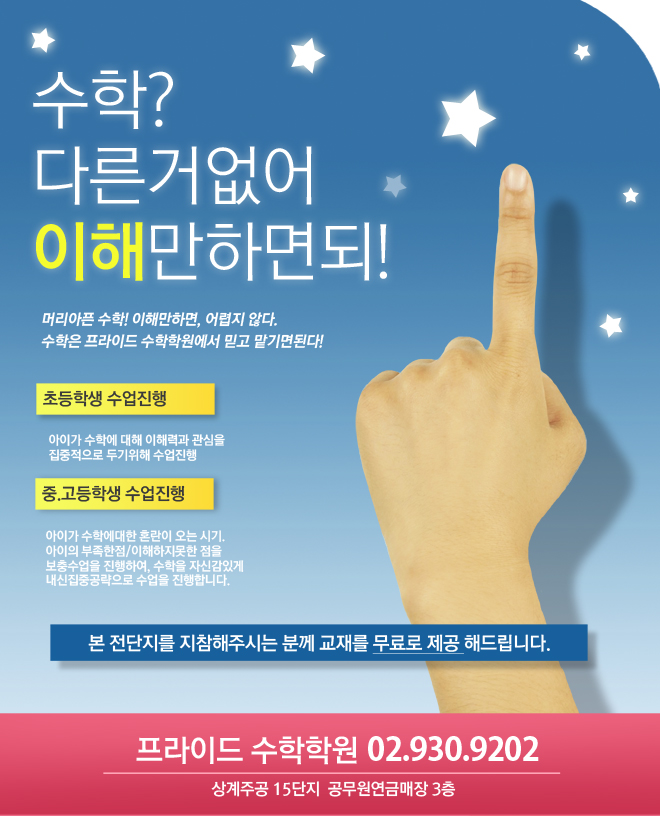 수학?
다른거없어
이해만하면되!
머리아픈 수학! 이해만하면, 어렵지 않다.
수학은 프라이드 수학학원에서 믿고 맡기면된다!
초등학생 수업진행
아이가 수학에 대해 이해력과 관심을
집중적으로 두기위해 수업진행
중.고등학생 수업진행
아이가 수학에대한 혼란이 오는 시기.
아이의 부족한점/이해하지못한 점을
보충수업을 진행하여, 수학을 자신감있게
내신집중공략으로 수업을 진행합니다.
본 전단지를 지참해주시는 분께 교재를 무료로 제공 해드립니다.
프라이드 수학학원 02.930.9202
상계주공 15단지 공무원연금매장 3층